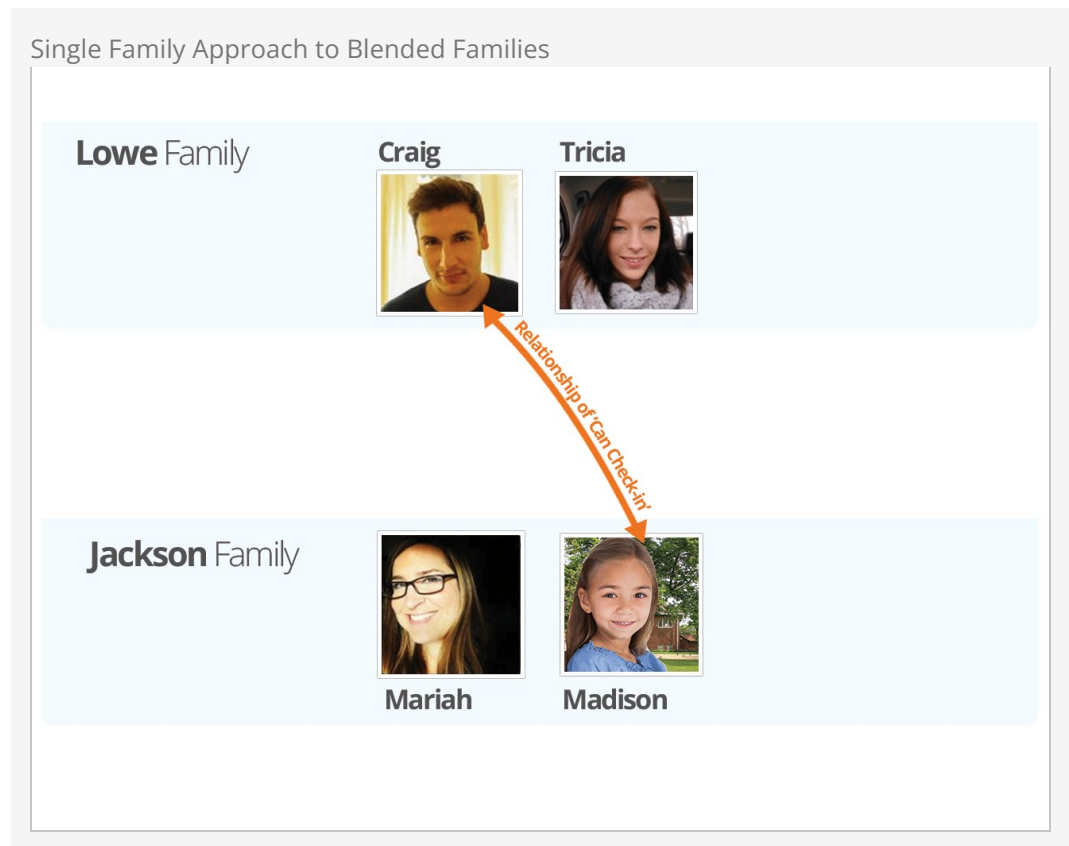 Single Family Approach to Blended Families
Lowe Family
Craig
Tricia
Relationship of 'Can Check-in'
Jackson Family
Mariah
Madison